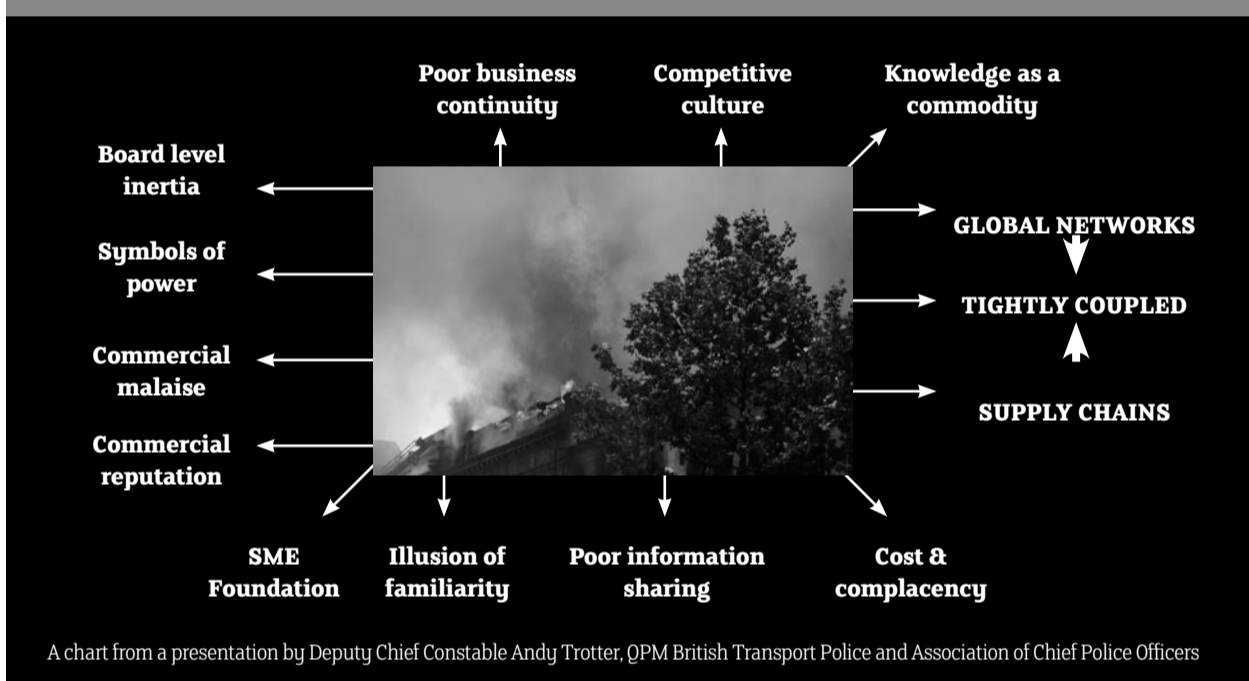 Poor business
continuity
Competitive
culture
Knowledge as a
commodity
Board level
inertia
Symbols of
power
Commercial
malaise
Commercial
reputation
GLOBAL NETWORKS
TIGHTLY COUPLED
SUPPLY CHAINS
SME
Foundation
Illusion of
familiarity
Poor information
sharing
Cost &
complacency
A chart from a presentation by Deputy Chief Constable Andy Trotter, QPM British Transport Police and Association of Chief Police Officers